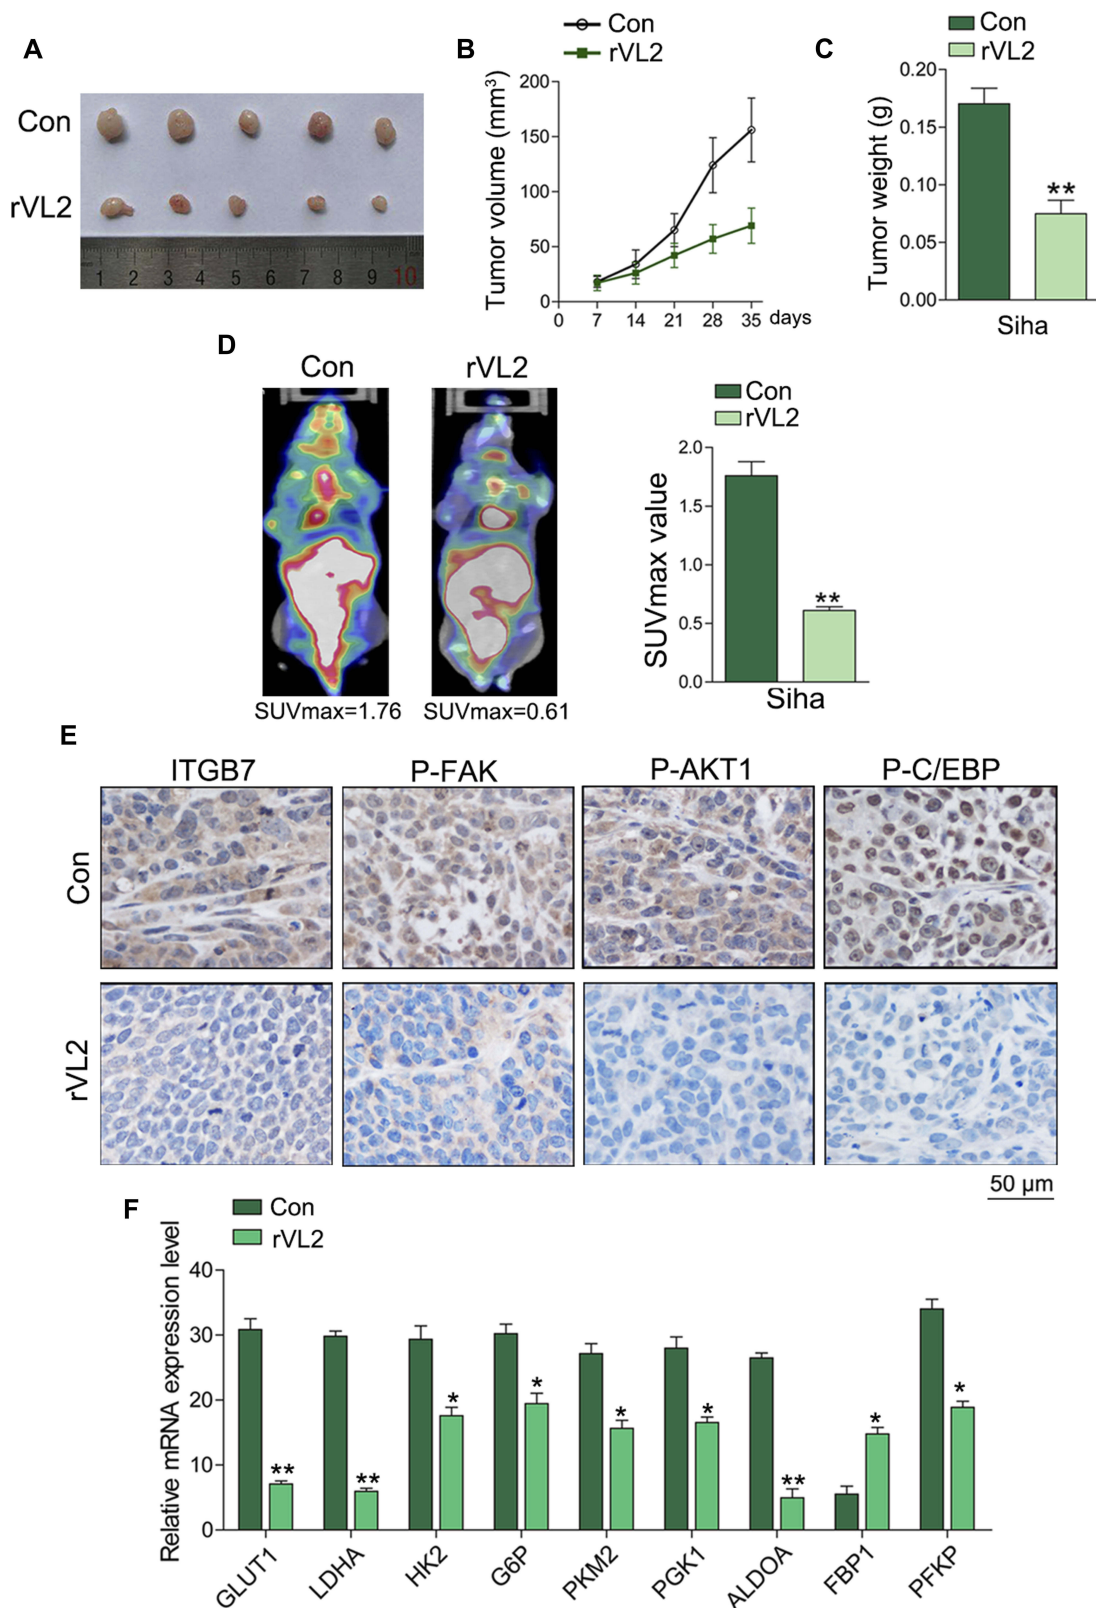 A
Con
rVL2
1 2 3 4 5 6 7 8 9 10
B
Con
rVL2
Tumor volume (mm³)
200
150
100
50
0
0 7 14 21 28 35 days
C
Con
rVL2
Tumor weight (g)
0.20
0.15
0.10
0.05
0.00
**
Siha
D
Con rVL2
SUVmax=1.76 SUVmax=0.61
Con
rVL2
SUVmax value
2.0
1.5
1.0
0.5
0.0
**
Siha
E
ITGB7 P-FAK P-AKT1 P-C/EBP
Con
rVL2
50 µm
F
Con
rVL2
Relative mRNA expression level
40
30
20
10
0
** ** * * * * ** * *
GLUT1 LDHA HK2 G6P PKM2 PGK1 ALDOA FBP1 PFKP